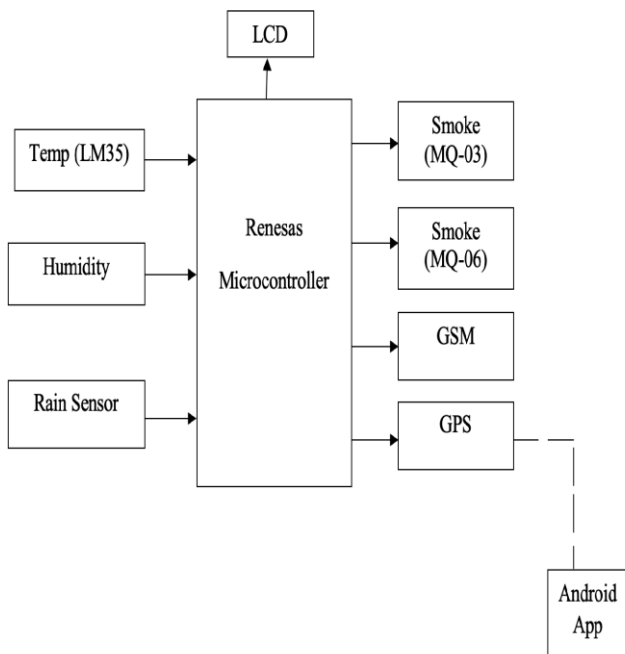 LCD
Temp (LM35)
Humidity
Rain Sensor
Renesas
Microcontroller
Smoke
(MQ-03)
Smoke
(MQ-06)
GSM
GPS
Android
App